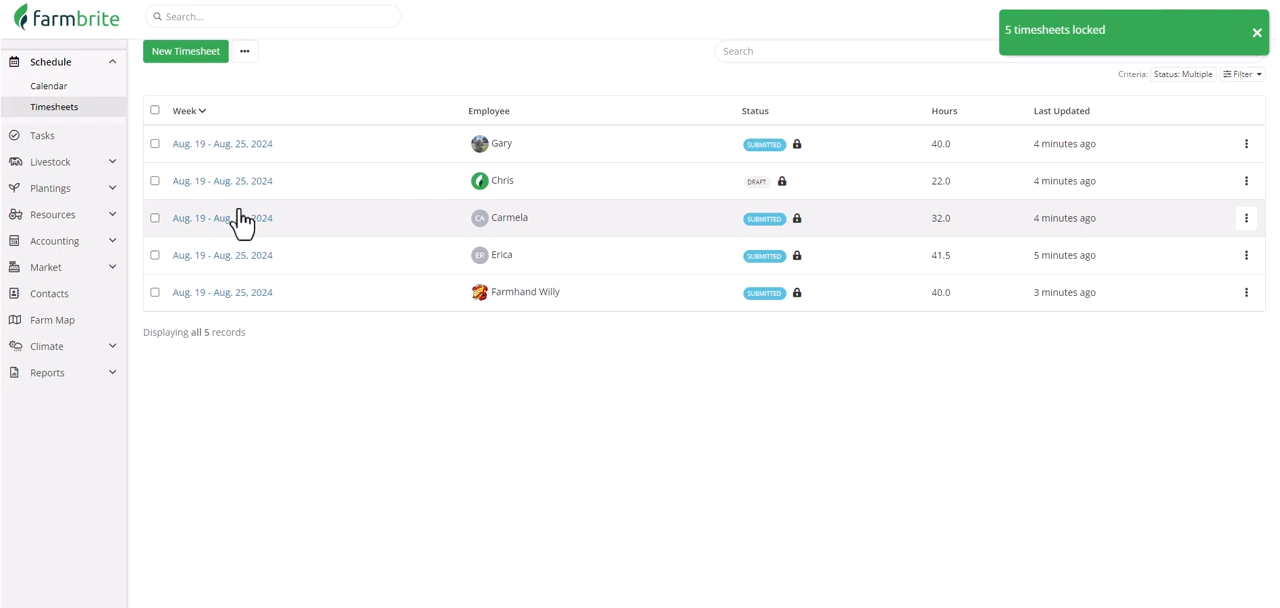 farmbrite
Search...
5 timesheets locked
Schedule
Calendar
Timesheets
Tasks
Livestock
Plantings
Resources
Accounting
Market
Contacts
Farm Map
Climate
Reports
New Timesheet
Search
Criteria: Status: Multiple Filter
Week Employee Status Hours Last Updated
Aug. 19 - Aug. 25, 2024 Gary SUBMITTED 40.0 4 minutes ago
Aug. 19 - Aug. 25, 2024 Chris DRAFT 22.0 4 minutes ago
Aug. 19 - Aug. 2024 CA Carmela SUBMITTED 32.0 4 minutes ago
Aug. 19 - Aug. 25, 2024 ER Erica SUBMITTED 41.5 5 minutes ago
Aug. 19 - Aug. 25, 2024 Farmhand Willy SUBMITTED 40.0 3 minutes ago
Displaying all 5 records